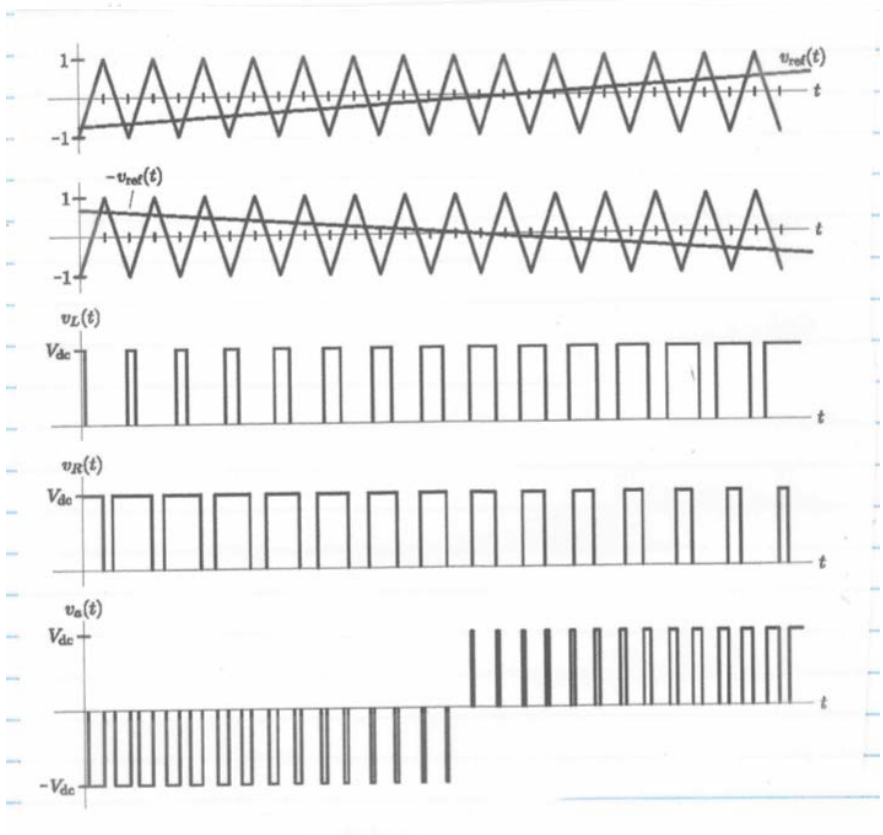 1
v_ref(t)
t
-1
-v_ref(t)
1
t
-1
v_L(t)
V_dc
t
v_R(t)
V_dc
t
v_a(t)
V_dc
t
-V_dc